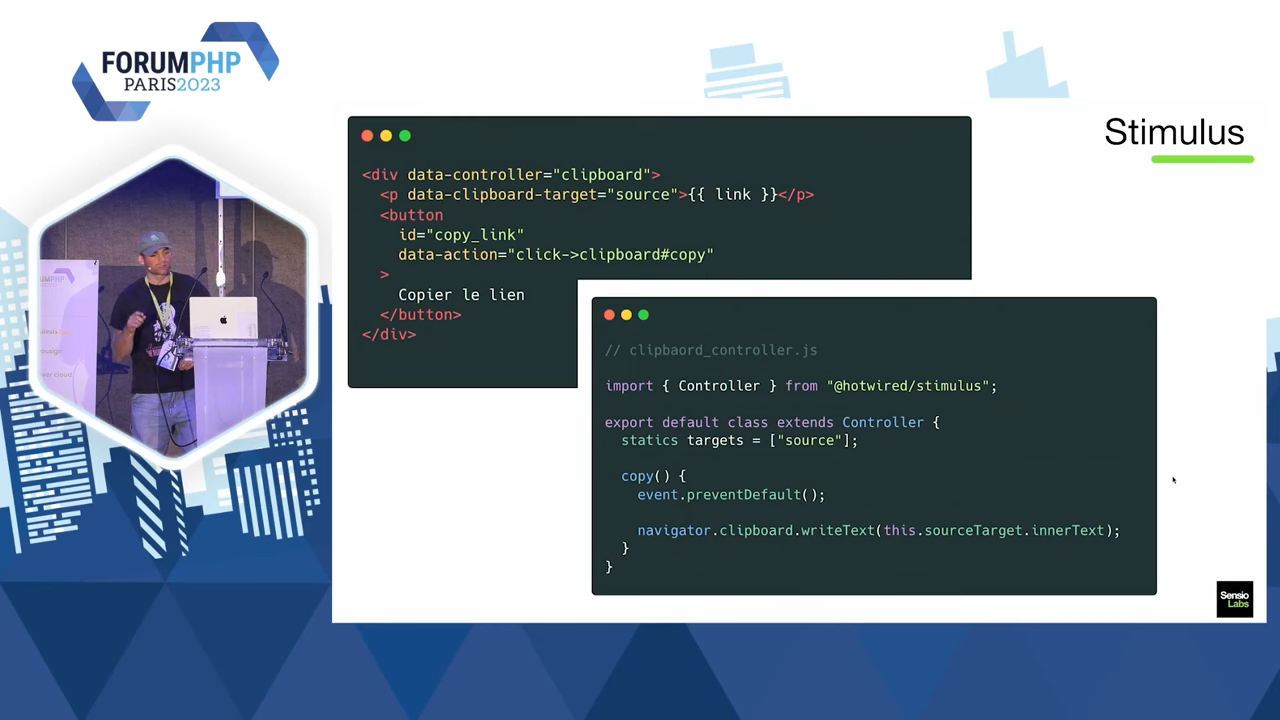 FORUMPHP
PARIS2023
Stimulus
<div data-controller="clipboard">
<p data-clipboard-target="source">{{ link }}</p>
<button
id="copy_link"
data-action="click->clipboard#copy"
>
Copier le lien
</button>
</div>
// clipbaord_controller.js
import { Controller } from "@hotwired/stimulus";
export default class extends Controller {
statics targets = ["source"];
copy() {
event.preventDefault();
navigator.clipboard.writeText(this.sourceTarget.innerText);
}
}
Sensio
Labs